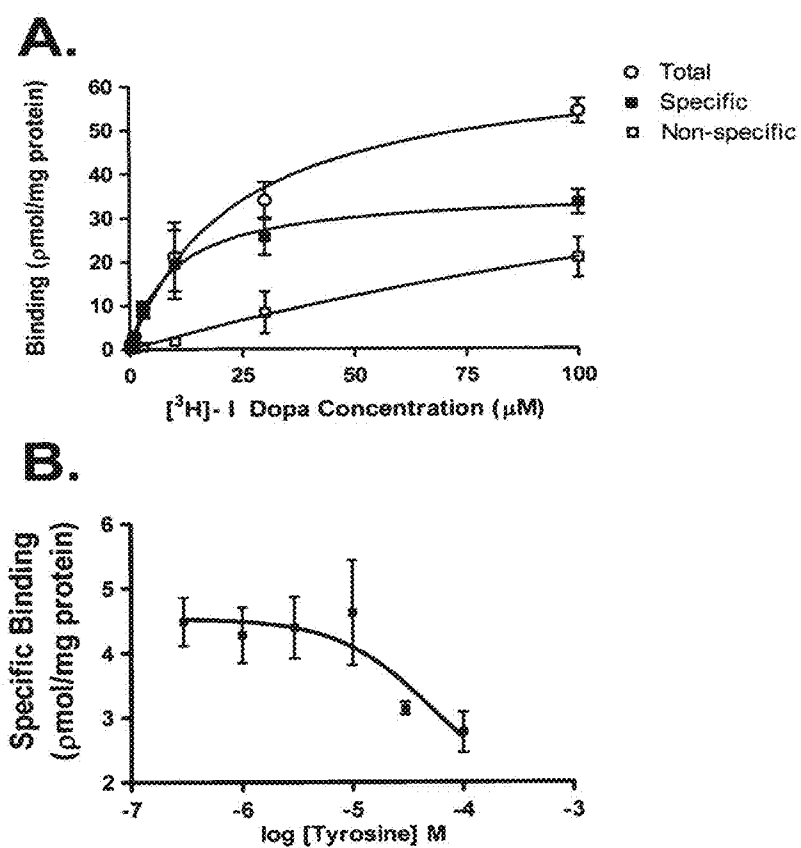 A.
Binding (ρmol/mg protein)
60
50
40
30
20
10
0
Total
Specific
Non-specific
0 25 50 75 100
[³H]- l Dopa Concentration (μM)
B.
Specific Binding
(ρmol/mg protein)
6
5
4
3
2
-7 -6 -5 -4 -3
log [Tyrosine] M